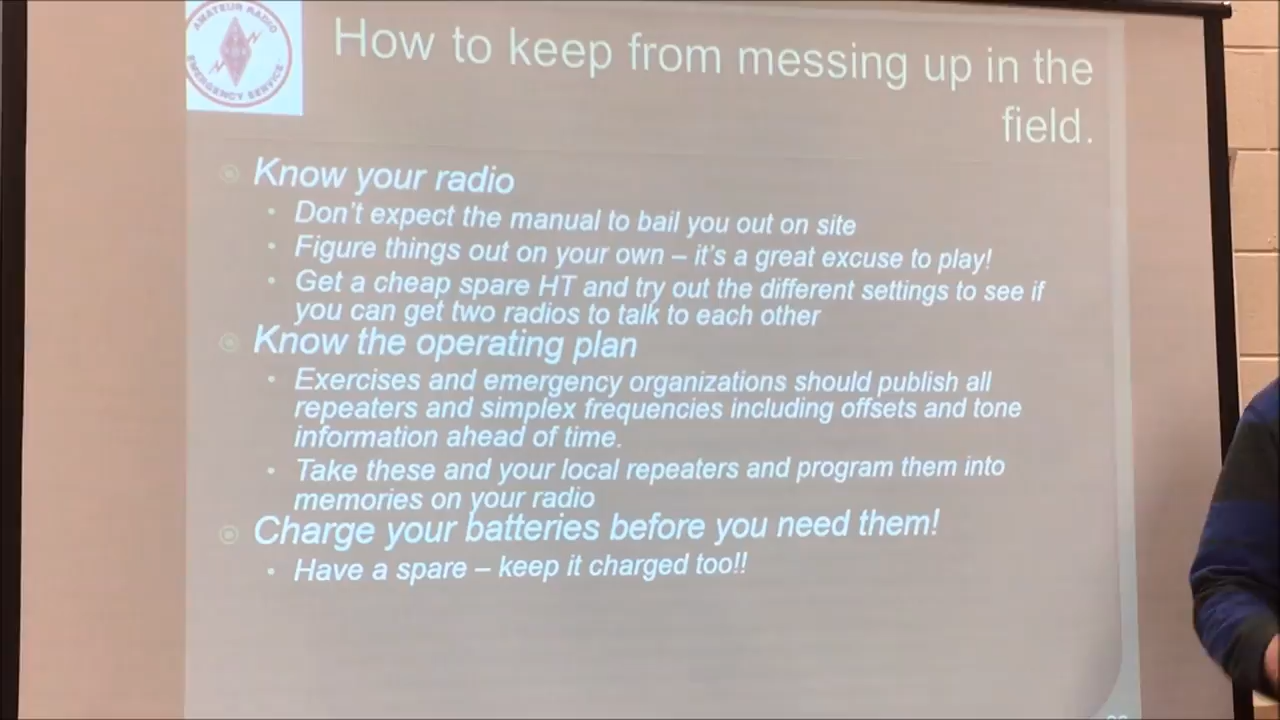 AMATEUR RADIO
EMERGENCY SERVICE
How to keep from messing up in the
field.
Know your radio
• Don't expect the manual to bail you out on site
• Figure things out on your own – it's a great excuse to play!
• Get a cheap spare HT and try out the different settings to see if
you can get two radios to talk to each other
Know the operating plan
• Exercises and emergency organizations should publish all
repeaters and simplex frequencies including offsets and tone
information ahead of time.
• Take these and your local repeaters and program them into
memories on your radio
Charge your batteries before you need them!
• Have a spare – keep it charged too!!